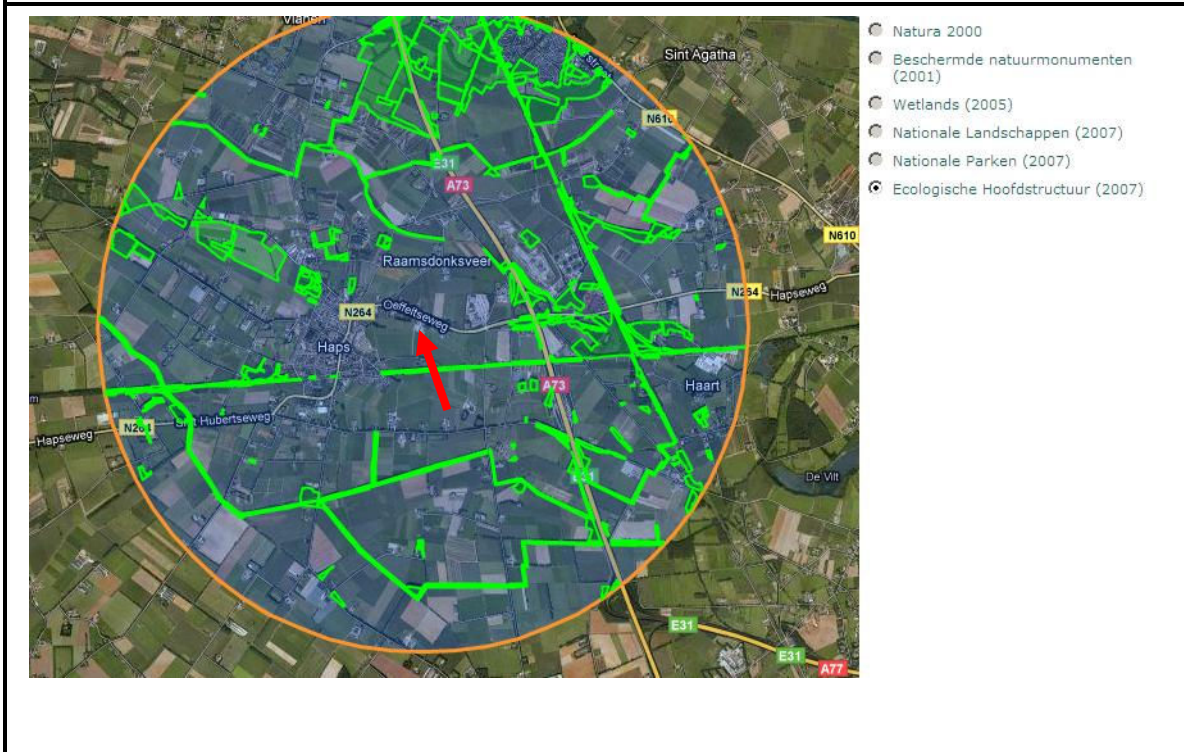 Vianen
Sint Agatha
N610
E31
A73
N610
Raamsdonksveer
N264
Oeffeltseweg
N264
Hapseweg
Haps
A73
Haart
N264
Sint Hubertseweg
Hapseweg
E31
De Vilt
E31
E31
A77
Natura 2000
Beschermde natuurmonumenten
(2001)
Wetlands (2005)
Nationale Landschappen (2007)
Nationale Parken (2007)
Ecologische Hoofdstructuur (2007)